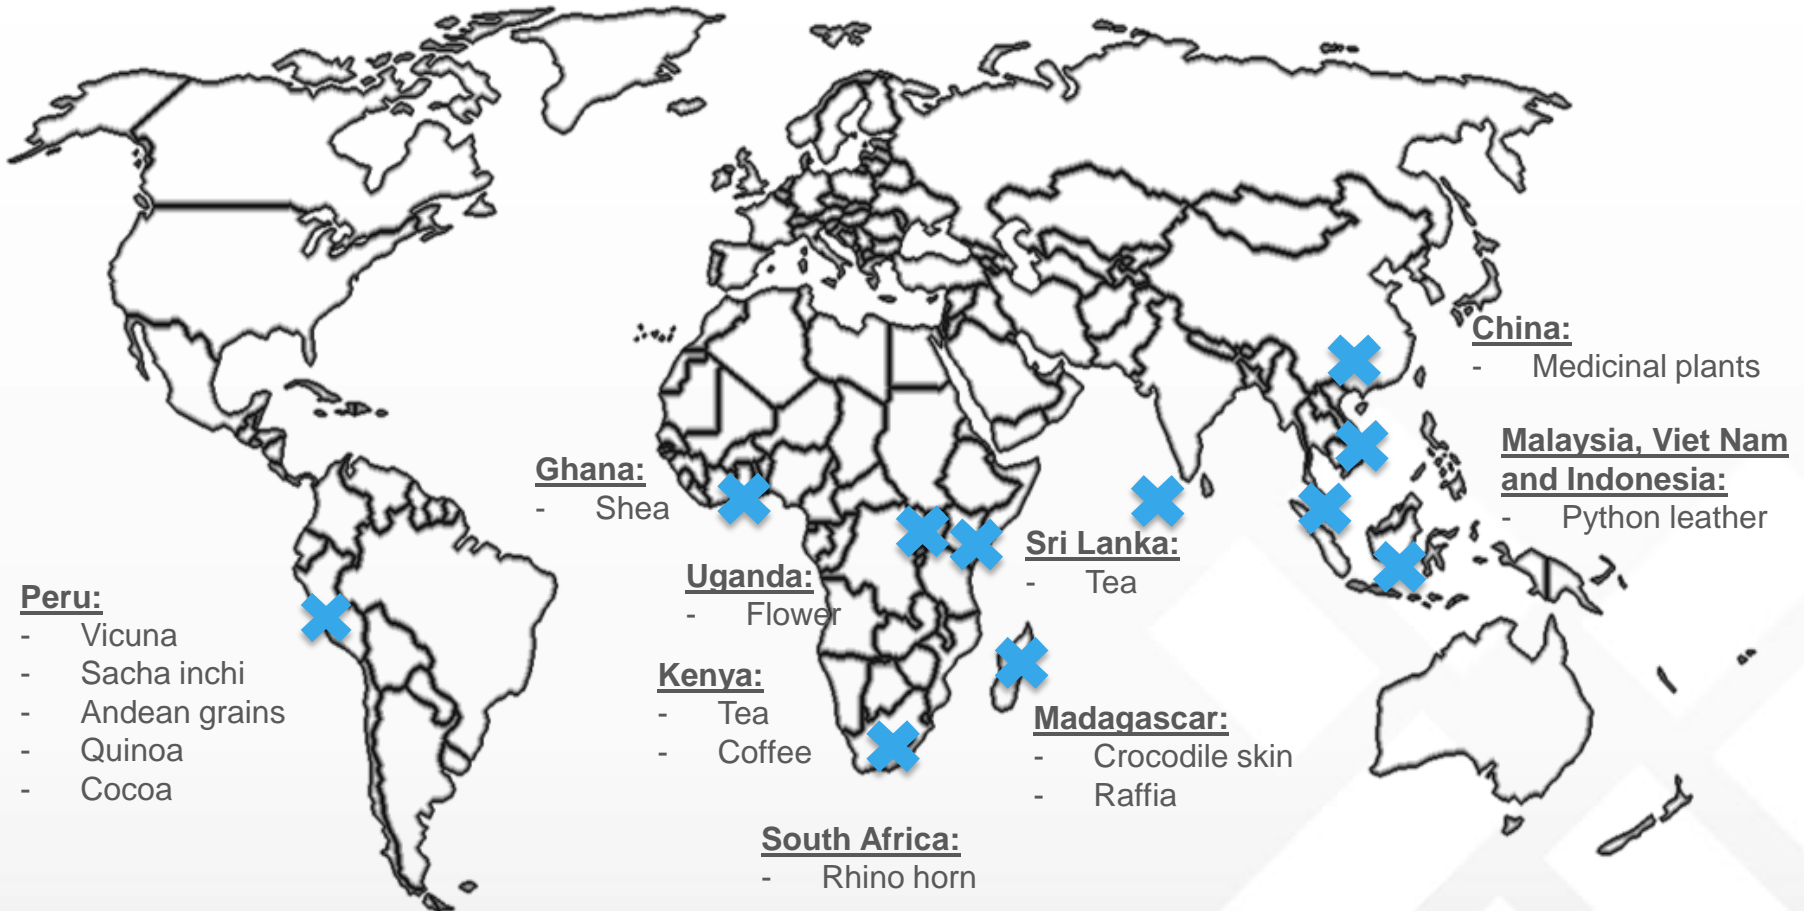 China:
- Medicinal plants
Malaysia, Viet Nam
and Indonesia:
- Python leather
Ghana:
- Shea
Sri Lanka:
- Tea
Uganda:
- Flower
Peru:
- Vicuna
- Sacha inchi
- Andean grains
- Quinoa
- Cocoa
Kenya:
- Tea
- Coffee
Madagascar:
- Crocodile skin
- Raffia
South Africa:
- Rhino horn